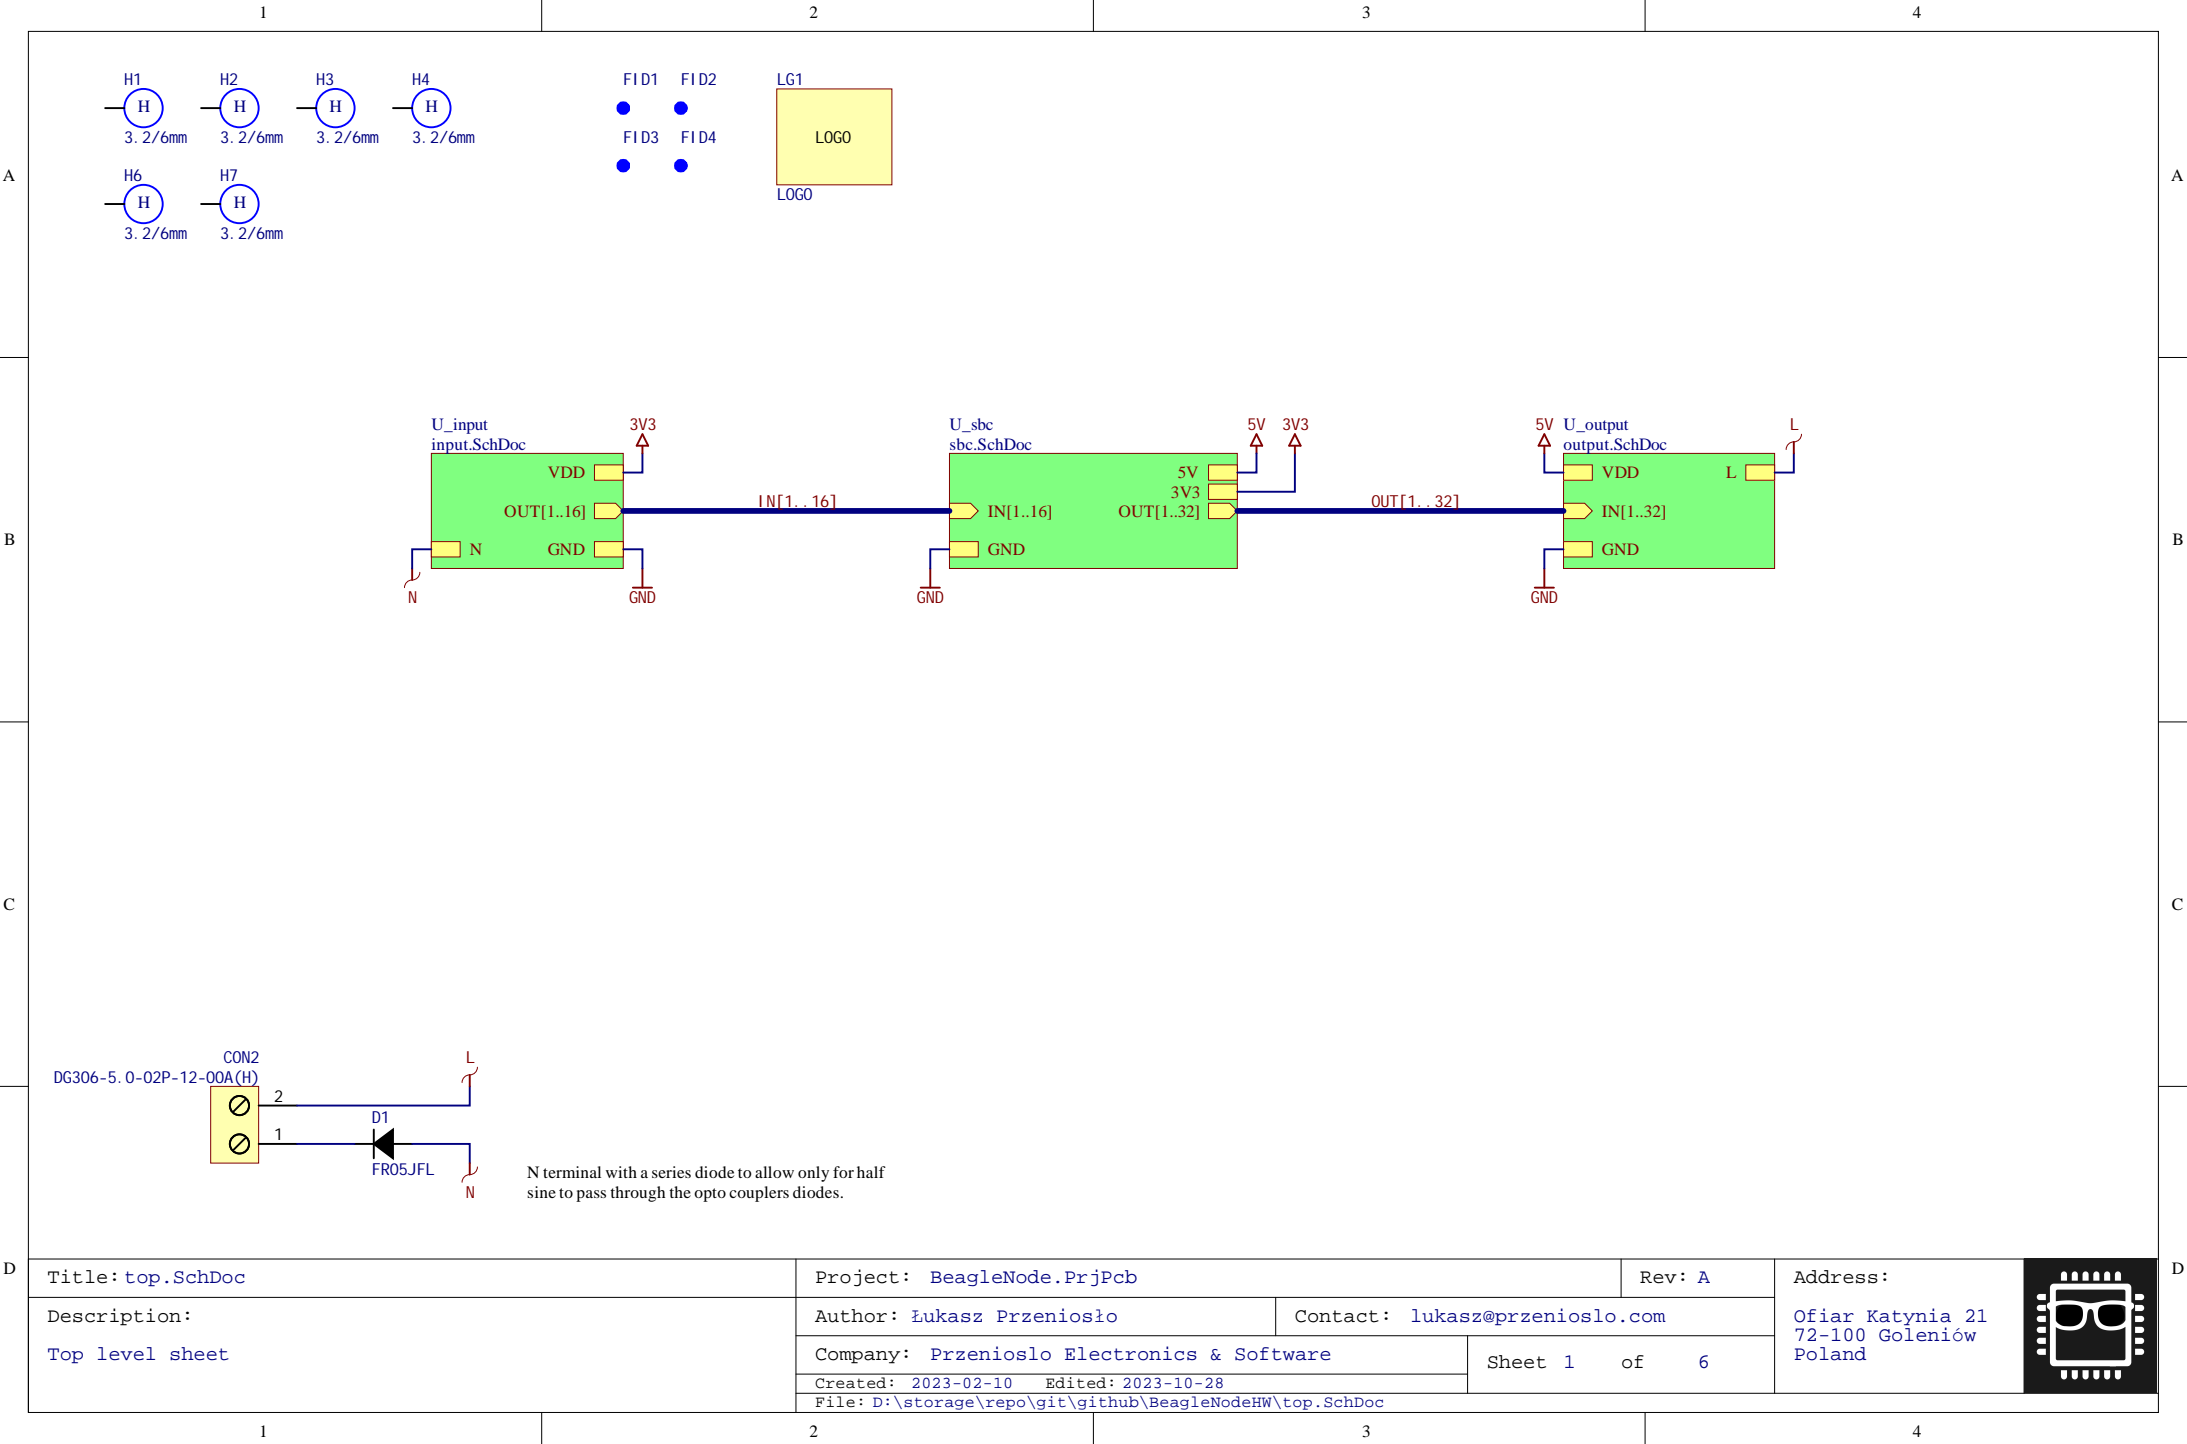 1 2 3 4
H1 H2 H3 H4 FID1 FID2 LG1
H H H H LOGO
3.2/6mm 3.2/6mm 3.2/6mm 3.2/6mm FID3 FID4
A A
H6 H7 LOGO
H H
3.2/6mm 3.2/6mm
U_input 3V3 U_sbc 5V 3V3 5V U_output L
input.SchDoc sbc.SchDoc output.SchDoc
VDD 5V VDD L
3V3
OUT[1..16] IN[1..16] IN[1..16] OUT[1..32] OUT[1..32] IN[1..32]
B B
N GND GND GND
N GND GND GND
C C
CON2 L
DG306-5.0-02P-12-00A(H)
2
D1
1
FR05JFL
N
N terminal with a series diode to allow only for half
sine to pass through the opto couplers diodes.
D D
Title: top.SchDoc Project: BeagleNode.PrjPcb Rev: A Address:
Description: Author: Łukasz Przeniosło Contact: lukasz@przenioslo.com Ofiar Katynia 21
72-100 Goleniów
Top level sheet Company: Przenioslo Electronics & Software Sheet 1 of 6 Poland
Created: 2023-02-10 Edited: 2023-10-28
File: D:\storage\repo\git\github\BeagleNodeHW\top.SchDoc
1 2 3 4